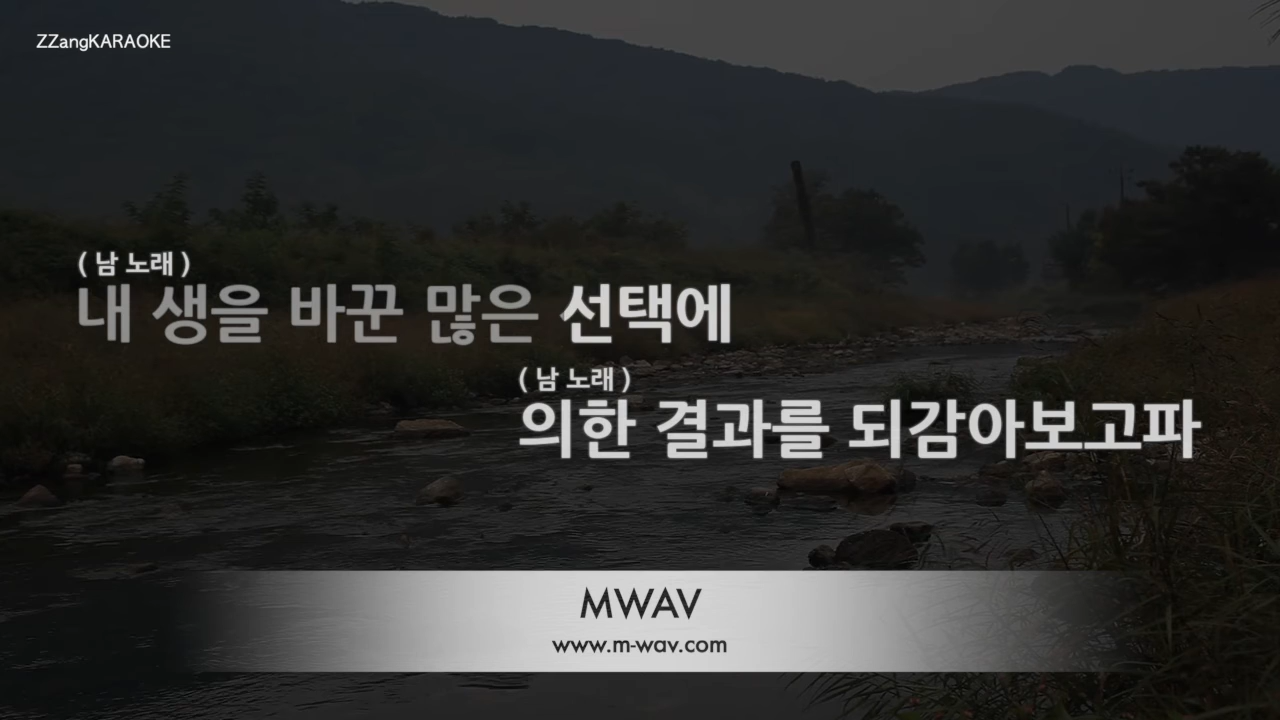 ZZangKARAOKE
( 남 노래 )
내 생을 바꾼 많은 선택에
( 남 노래 )
의한 결과를 되감아보고파
MWAV
www.m-wav.com